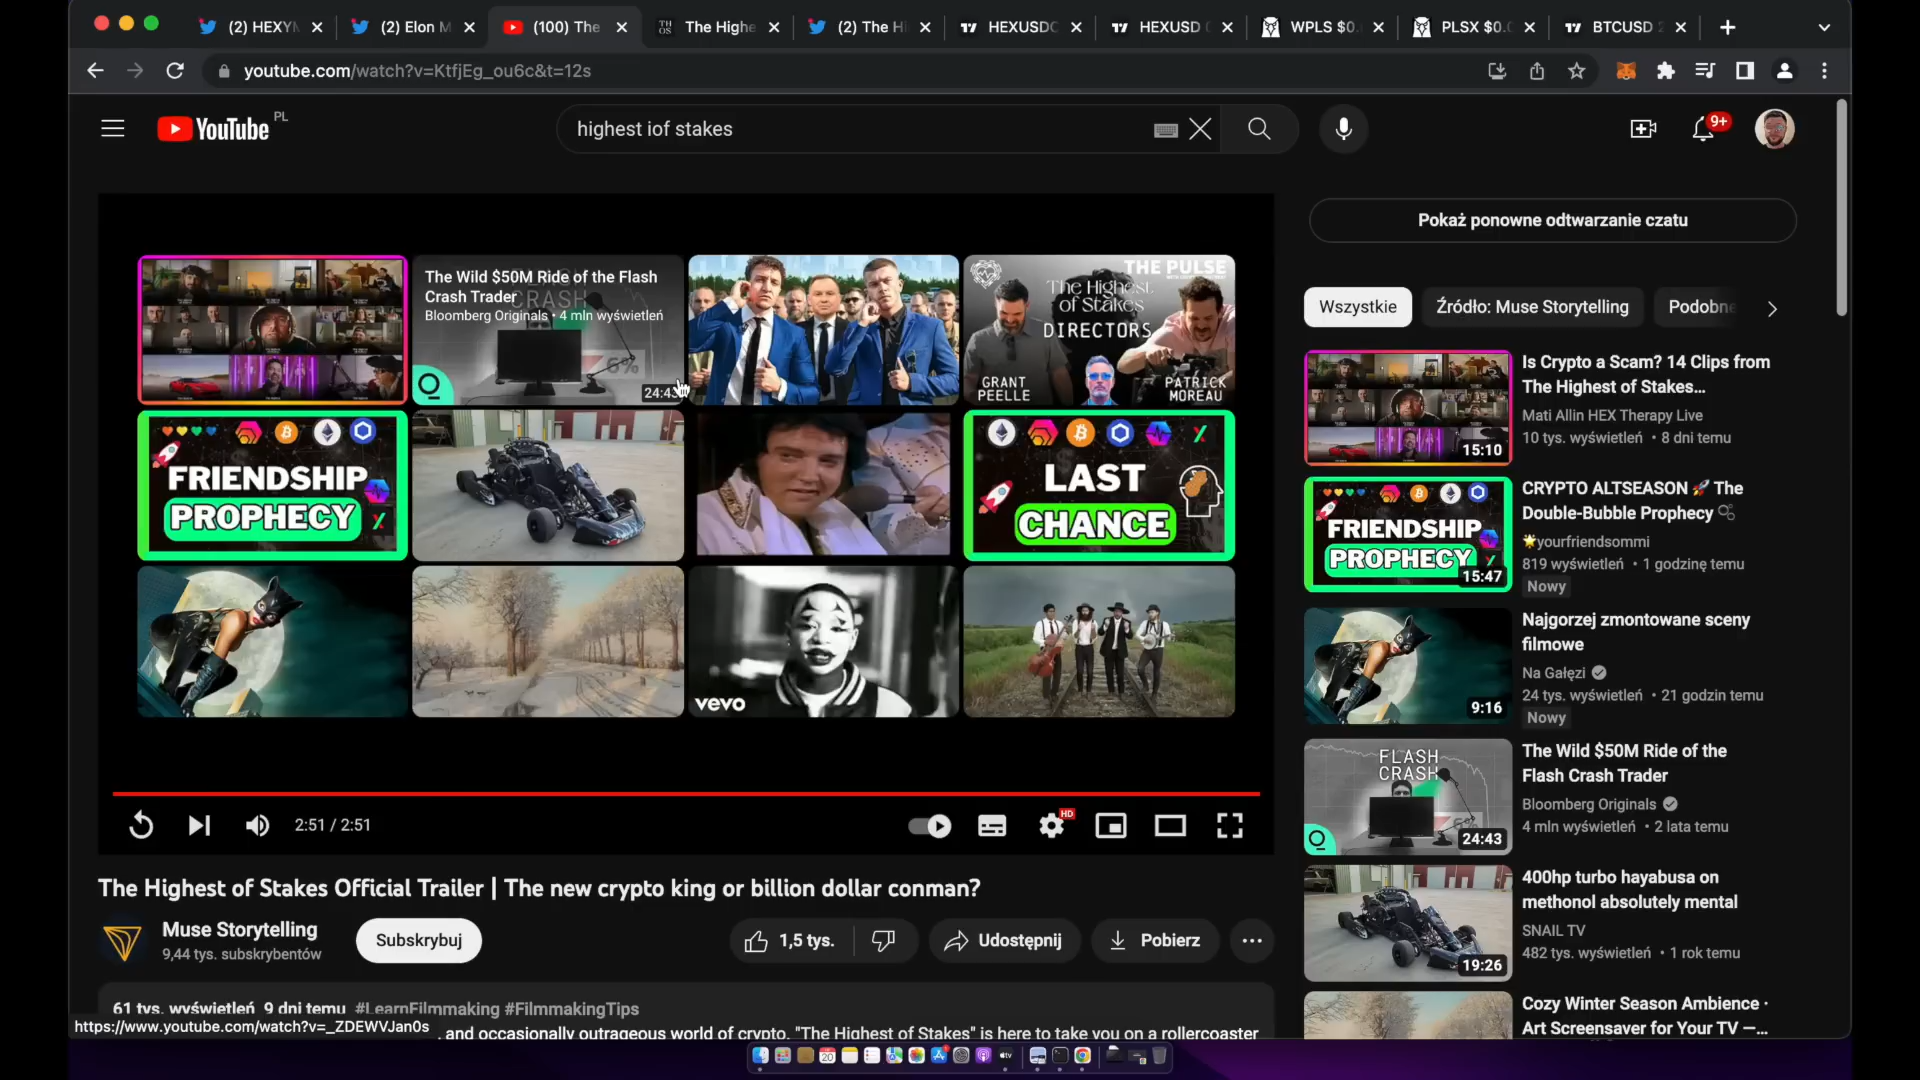 (2) HEXY
(2) Elon M
(100) The
The Highe
(2) The Hi
HEXUSDC
HEXUSD
WPLS $0.
PLSX $0.
BTCUSD 2
youtube.com/watch?v=KtfjEg_ou6c&t=12s
YouTube
PL
highest iof stakes
9+
Pokaż ponowne odtwarzanie czatu
Wszystkie
Źródło: Muse Storytelling
Podobne
The Wild $50M Ride of the Flash
Crash Trader
Bloomberg Originals • 4 mln wyświetleń
CRASH
6%
24:43
THE PULSE
The Highest
of Stakes
DIRECTORS
GRANT
PEELLE
PATRICK
MOREAU
FRIENDSHIP
PROPHECY
LAST
CHANCE
vevo
2:51 / 2:51
HD
The Highest of Stakes Official Trailer | The new crypto king or billion dollar conman?
Muse Storytelling
9,44 tys. subskrybentów
Subskrybuj
1,5 tys.
Udostępnij
Pobierz
61 tys. wyświetleń 9 dni temu #LearnFilmmaking #FilmmakingTips
, and occasionally outrageous world of crypto. "The Highest of Stakes" is here to take you on a rollercoaster
https://www.youtube.com/watch?v=_ZDEWVJan0s
15:10
Is Crypto a Scam? 14 Clips from
The Highest of Stakes...
Mati Allin HEX Therapy Live
10 tys. wyświetleń • 8 dni temu
FRIENDSHIP
PROPHECY
15:47
CRYPTO ALTSEASON 🚀 The
Double-Bubble Prophecy 🫧
🌟yourfriendsommi
819 wyświetleń • 1 godzinę temu
Nowy
9:16
Najgorzej zmontowane sceny
filmowe
Na Gałęzi
24 tys. wyświetleń • 21 godzin temu
Nowy
FLASH
CRASH
24:43
The Wild $50M Ride of the
Flash Crash Trader
Bloomberg Originals
4 mln wyświetleń • 2 lata temu
19:26
400hp turbo hayabusa on
methonol absolutely mental
SNAIL TV
482 tys. wyświetleń • 1 rok temu
Cozy Winter Season Ambience ·
Art Screensaver for Your TV —...
20